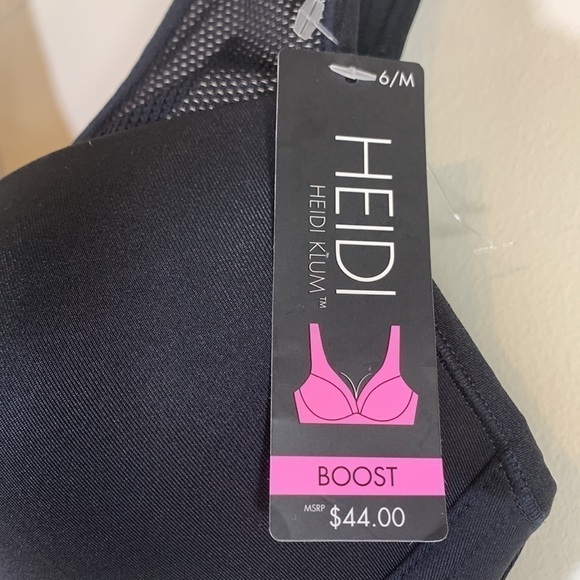 6/M
HEIDI
HEIDI KLUM™
BOOST
MSRP $44.00